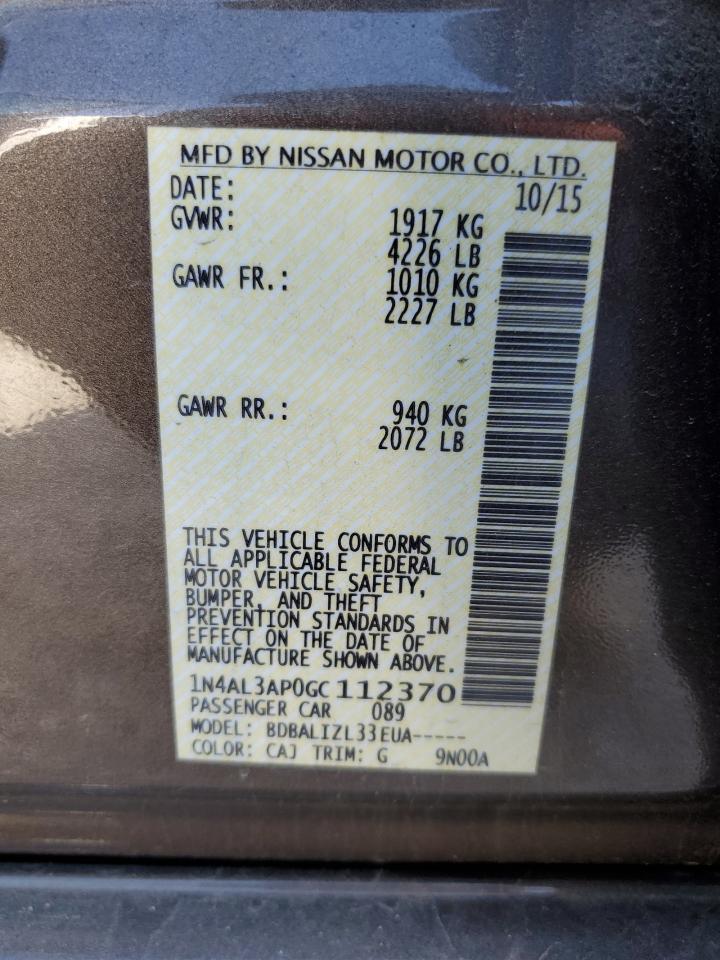 MFD BY NISSAN MOTOR CO., LTD.
DATE: 10/15
GVWR: 1917 KG
4226 LB
GAWR FR.: 1010 KG
2227 LB
GAWR RR.: 940 KG
2072 LB
THIS VEHICLE CONFORMS TO
ALL APPLICABLE FEDERAL
MOTOR VEHICLE SAFETY,
BUMPER, AND THEFT
PREVENTION STANDARDS IN
EFFECT ON THE DATE OF
MANUFACTURE SHOWN ABOVE.
1N4AL3AP0GC112370
PASSENGER CAR 089
MODEL: BDBALIZL33EUA-----
COLOR: CAJ TRIM: G 9N00A